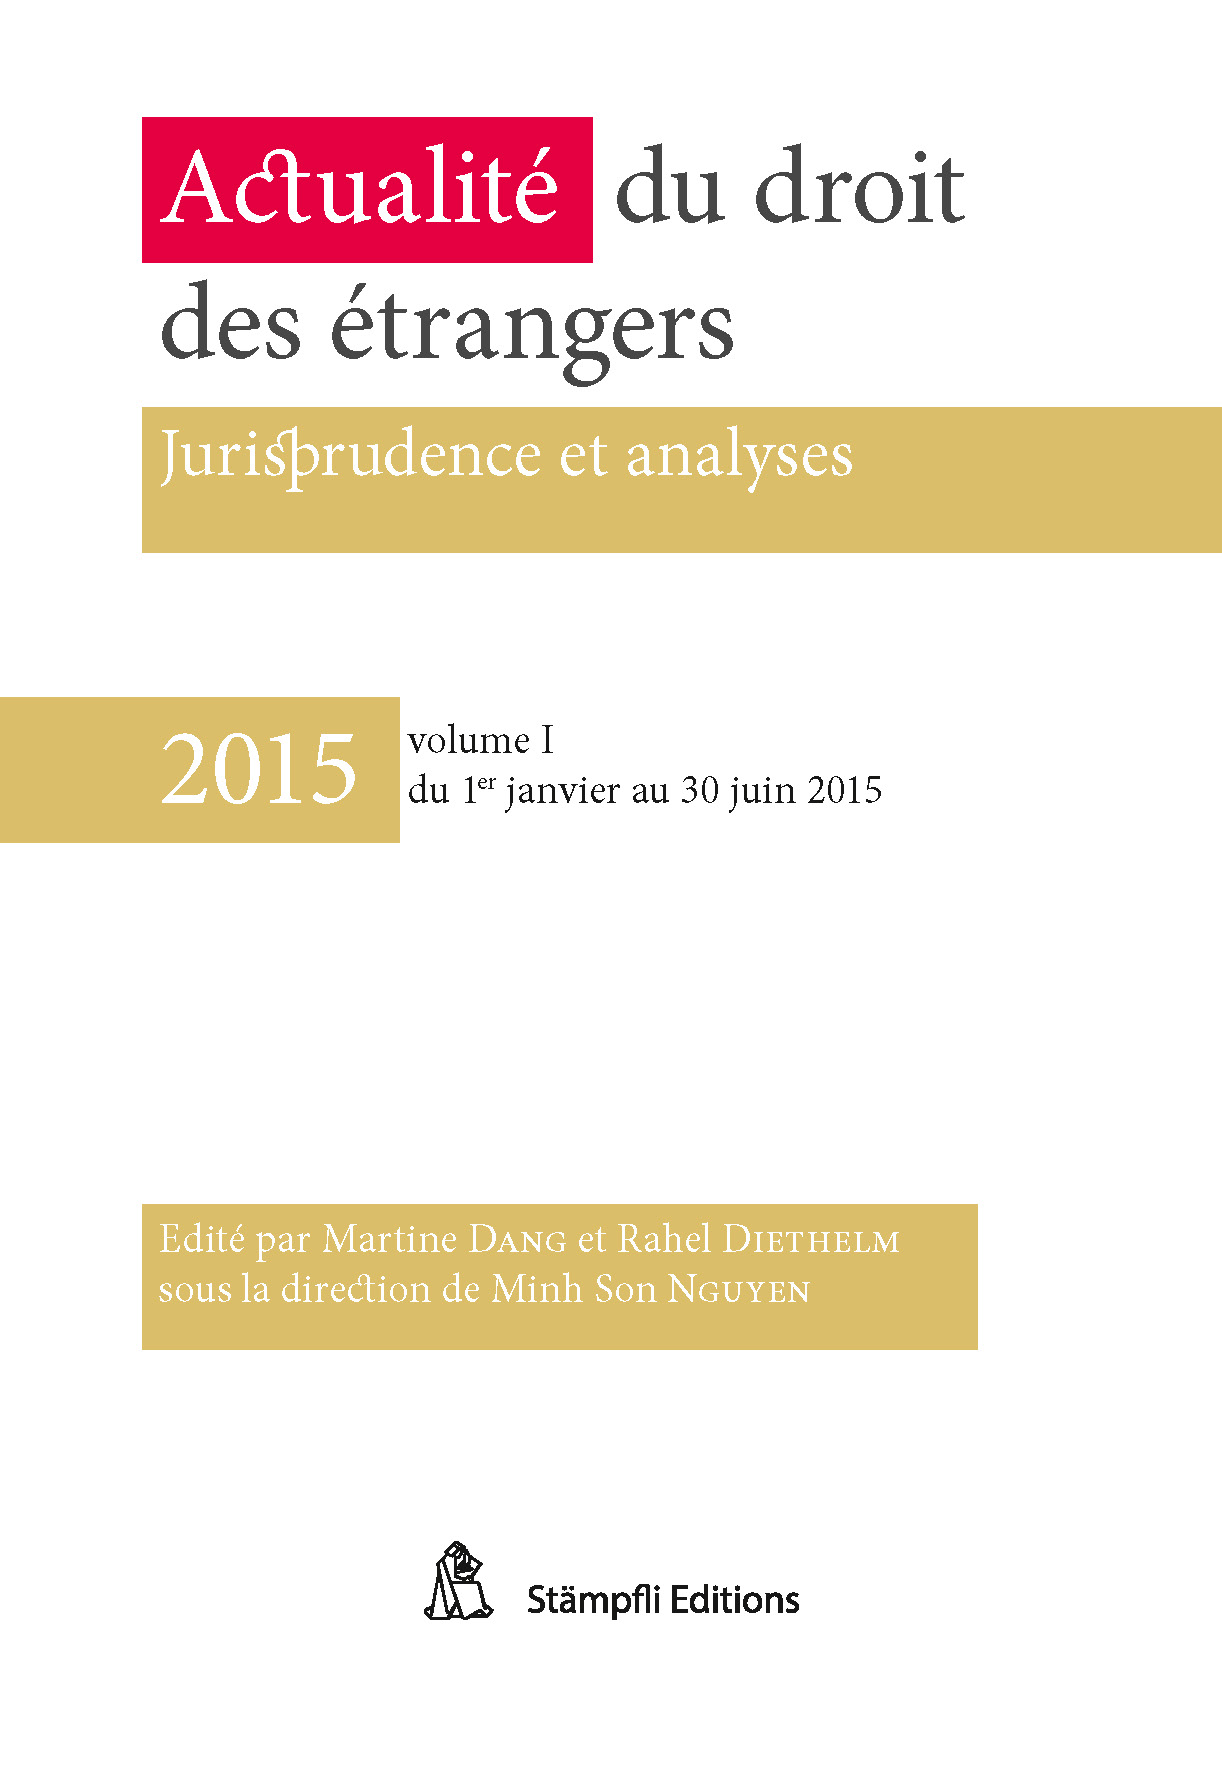 Actualité du droit
des étrangers
Jurisprudence et analyses
2015
volume I
du 1er janvier au 30 juin 2015
Edité par Martine Dang et Rahel Diethelm
sous la direction de Minh Son Nguyen
Stämpfli Editions